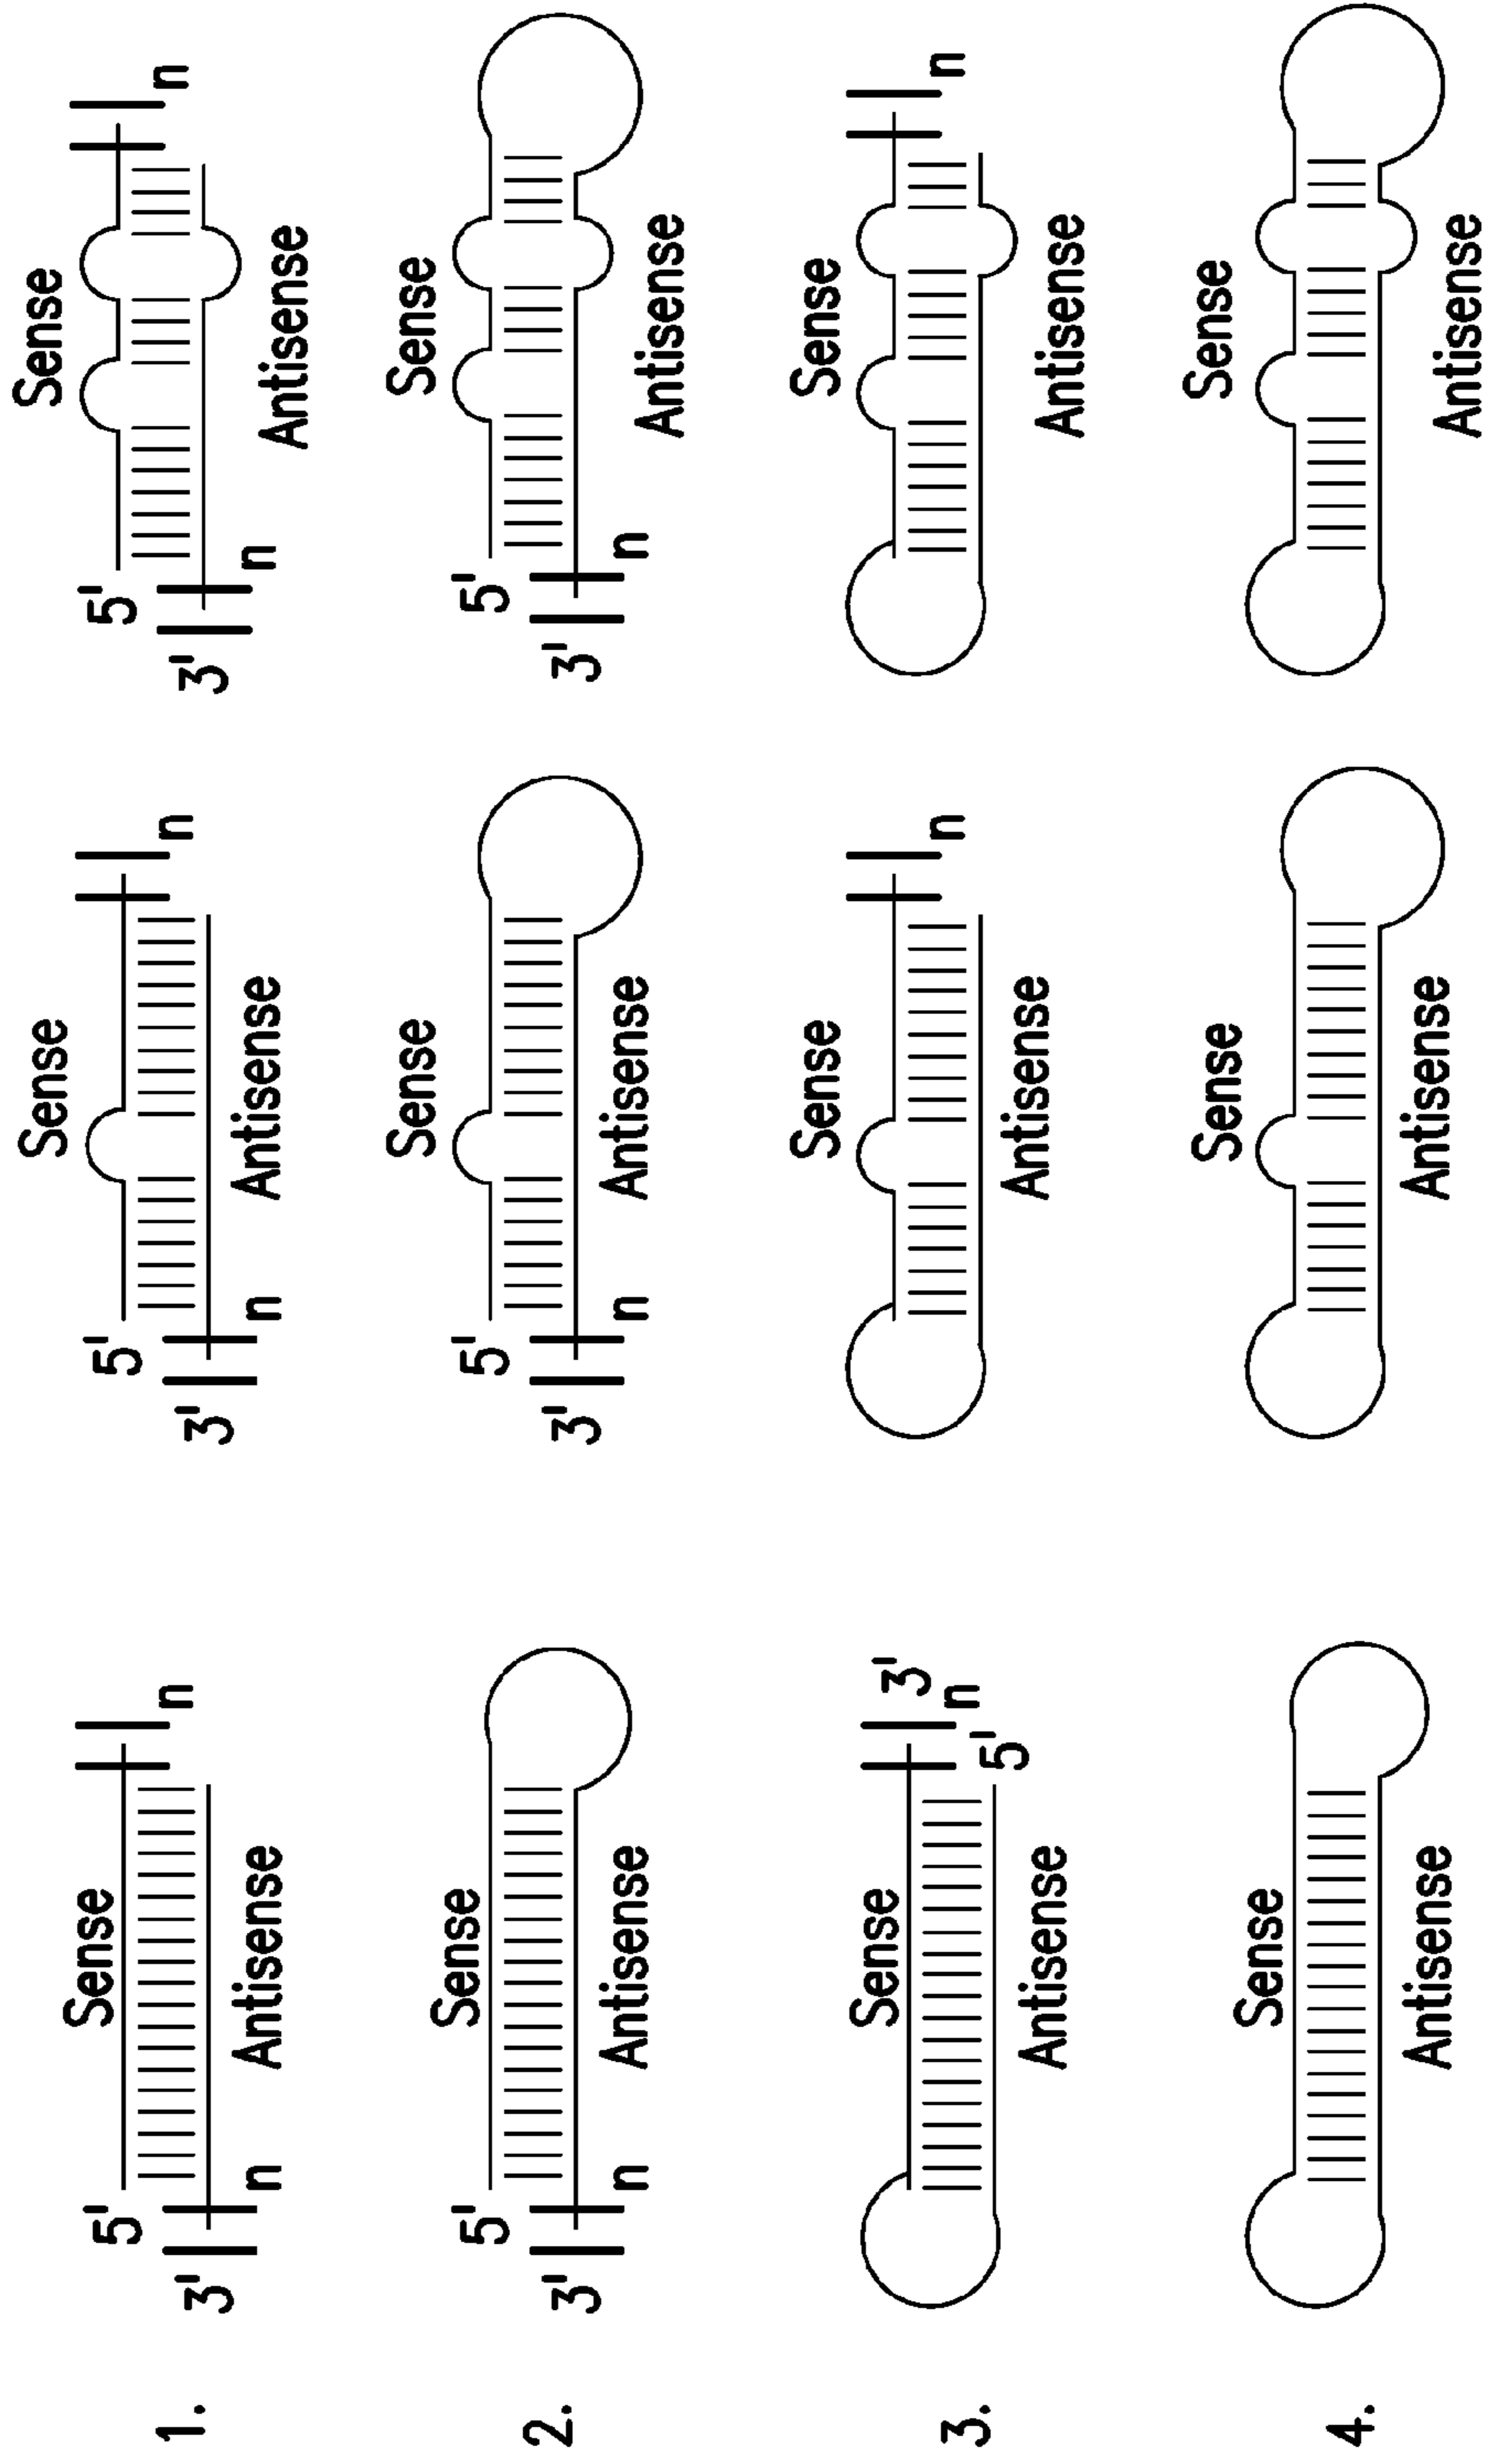 Sense Sense Sense
5' n 5' n 5' n
1. 3' n 3' n 3' n
Antisense Antisense Antisense
Sense Sense Sense
5' 5' 5'
2. 3' n 3' n 3' n
Antisense Antisense Antisense
Sense Sense Sense
3'
3. n n n
5'
Antisense Antisense Antisense
Sense Sense Sense
4.
Antisense Antisense Antisense